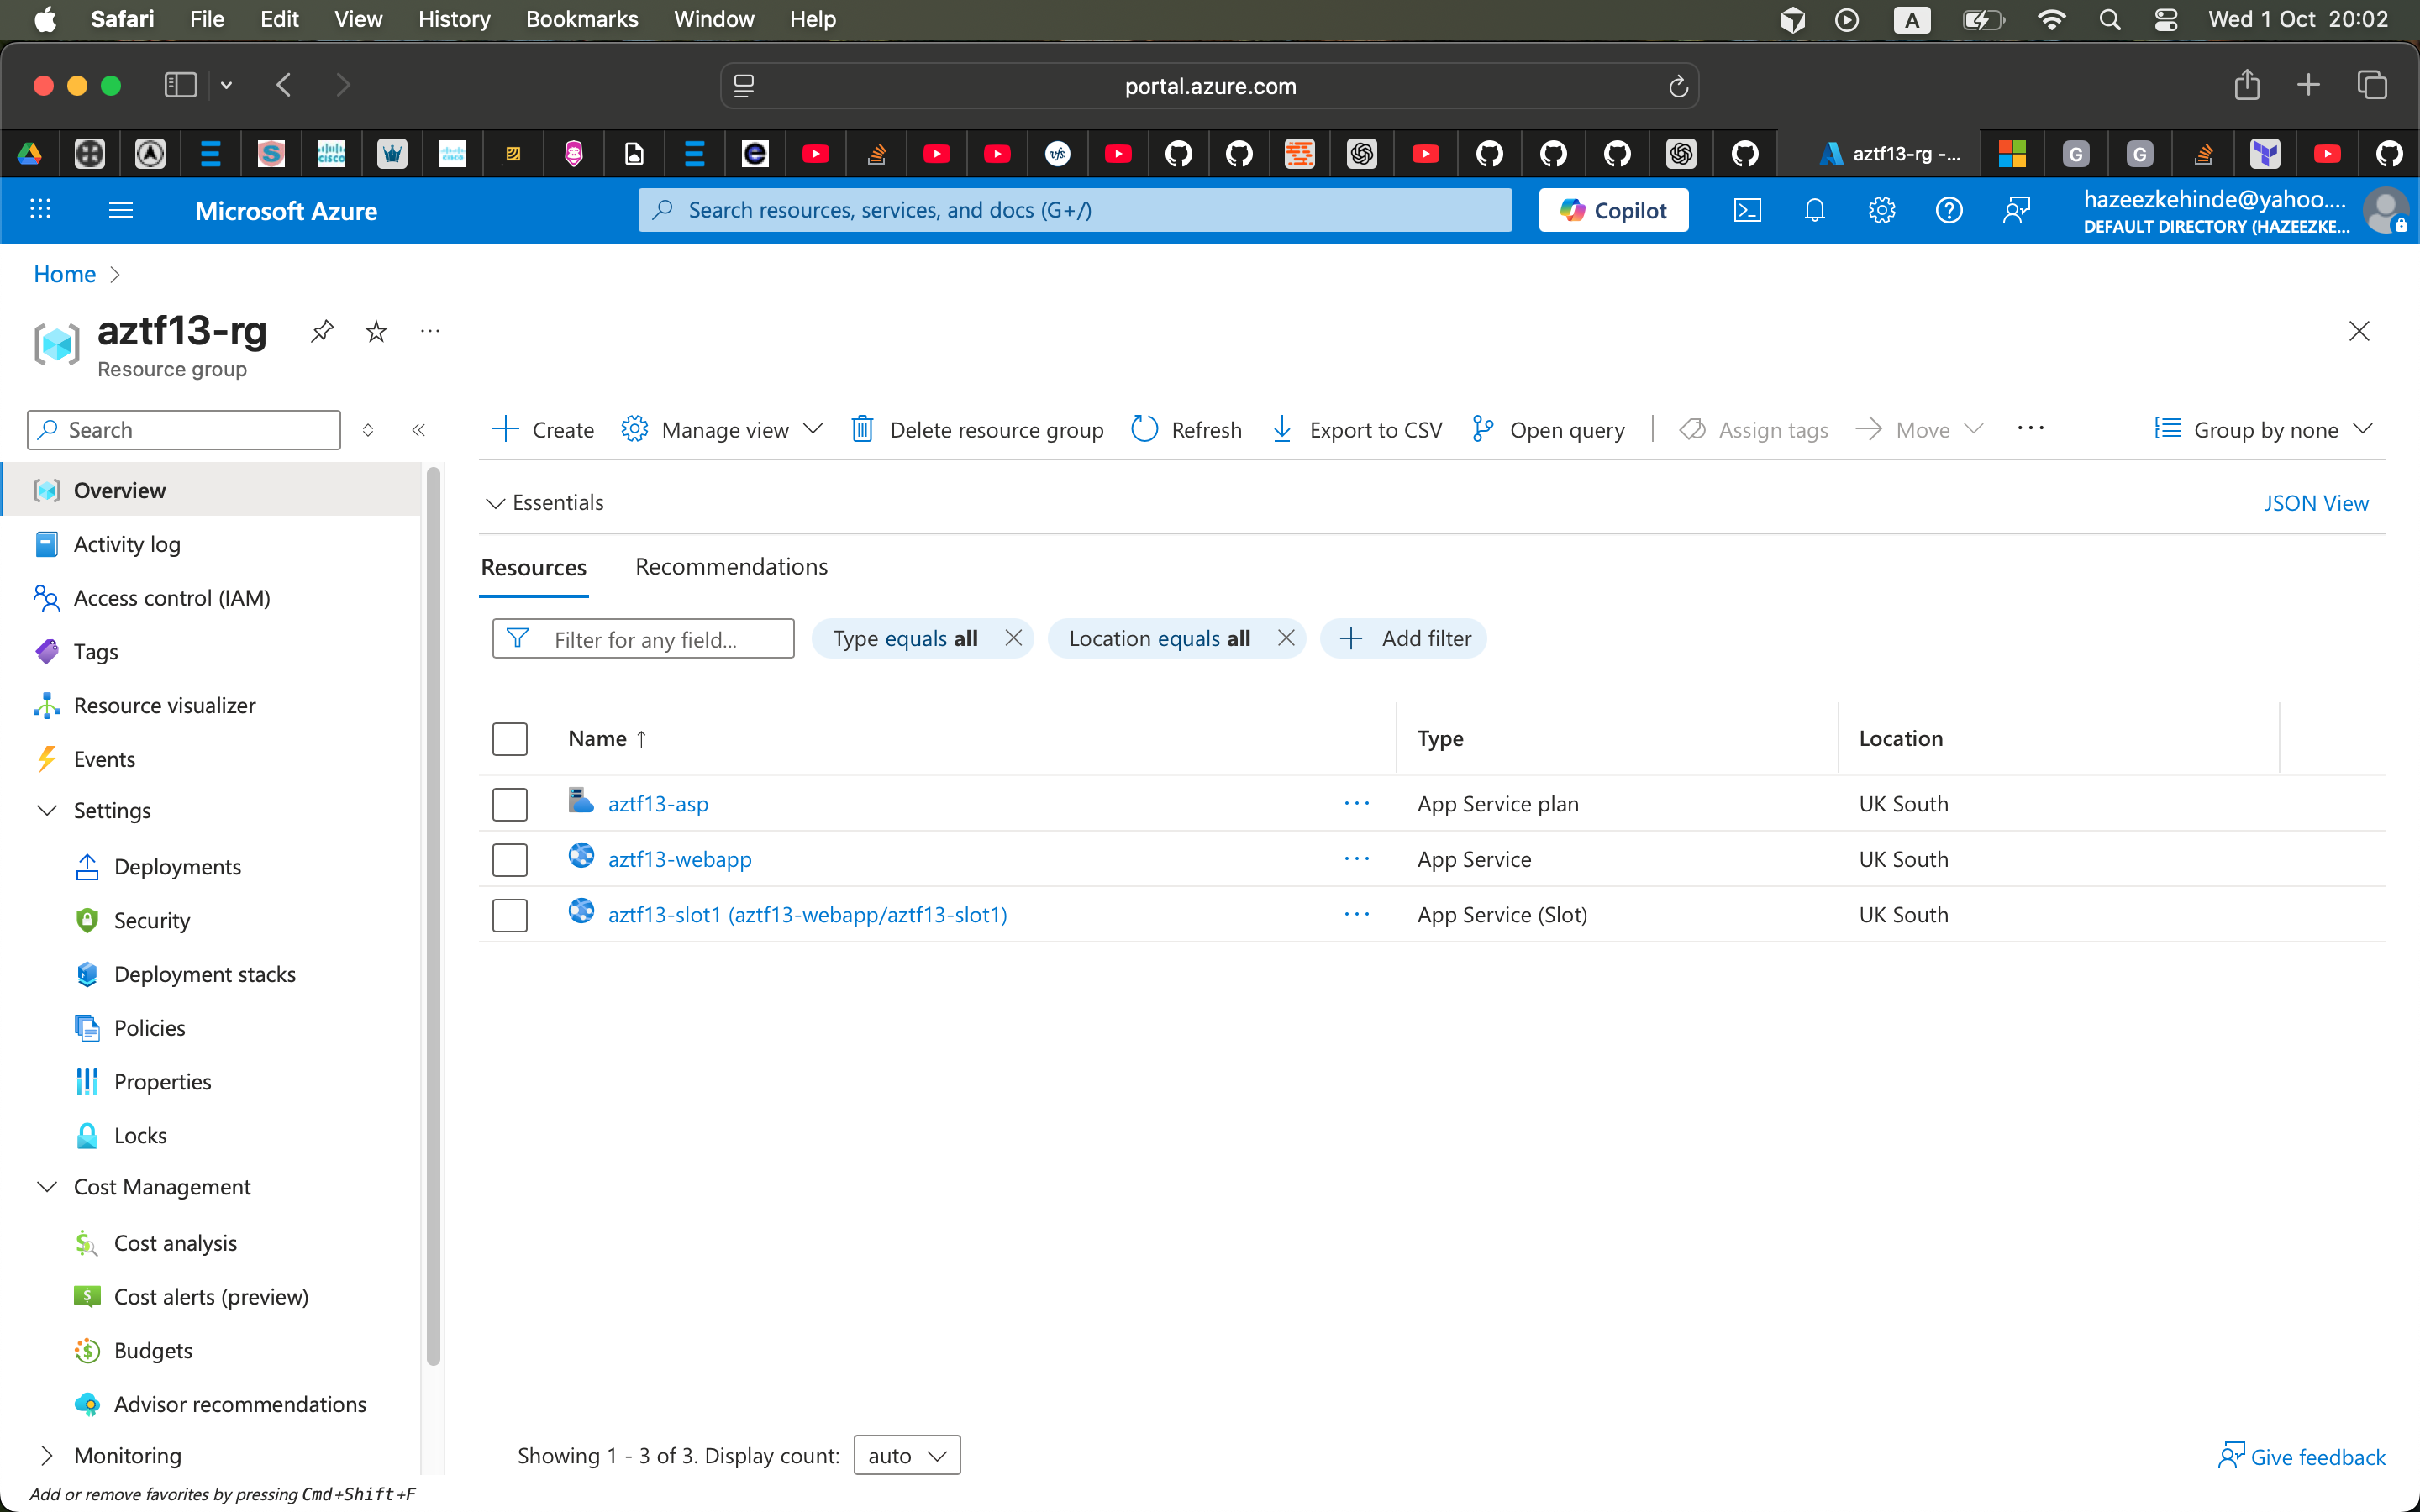 Safari File Edit View History Bookmarks Window Help A Wed 1 Oct 20:02
portal.azure.com
aztf13-rg -...
Microsoft Azure
Search resources, services, and docs (G+/)
Copilot
hazeezkehinde@yahoo....
DEFAULT DIRECTORY (HAZEEZKE...
Home
aztf13-rg
Resource group
Search
Create Manage view Delete resource group Refresh Export to CSV Open query Assign tags Move Group by none
Overview
Activity log
Access control (IAM)
Tags
Resource visualizer
Events
Settings
Deployments
Security
Deployment stacks
Policies
Properties
Locks
Cost Management
Cost analysis
Cost alerts (preview)
Budgets
Advisor recommendations
Monitoring
Add or remove favorites by pressing Cmd+Shift+F
Essentials JSON View
Resources Recommendations
Filter for any field... Type equals all Location equals all Add filter
Name ↑ Type Location
aztf13-asp App Service plan UK South
aztf13-webapp App Service UK South
aztf13-slot1 (aztf13-webapp/aztf13-slot1) App Service (Slot) UK South
Showing 1 - 3 of 3. Display count: auto
Give feedback